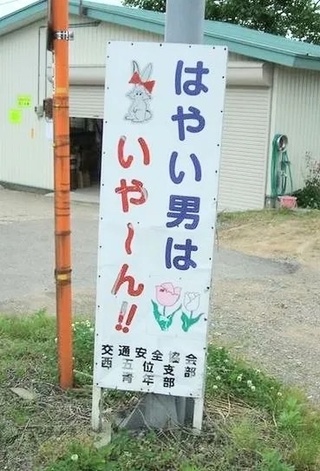 はやい男は
いや～ん!!
交通安全協会
西五位支部
青年部